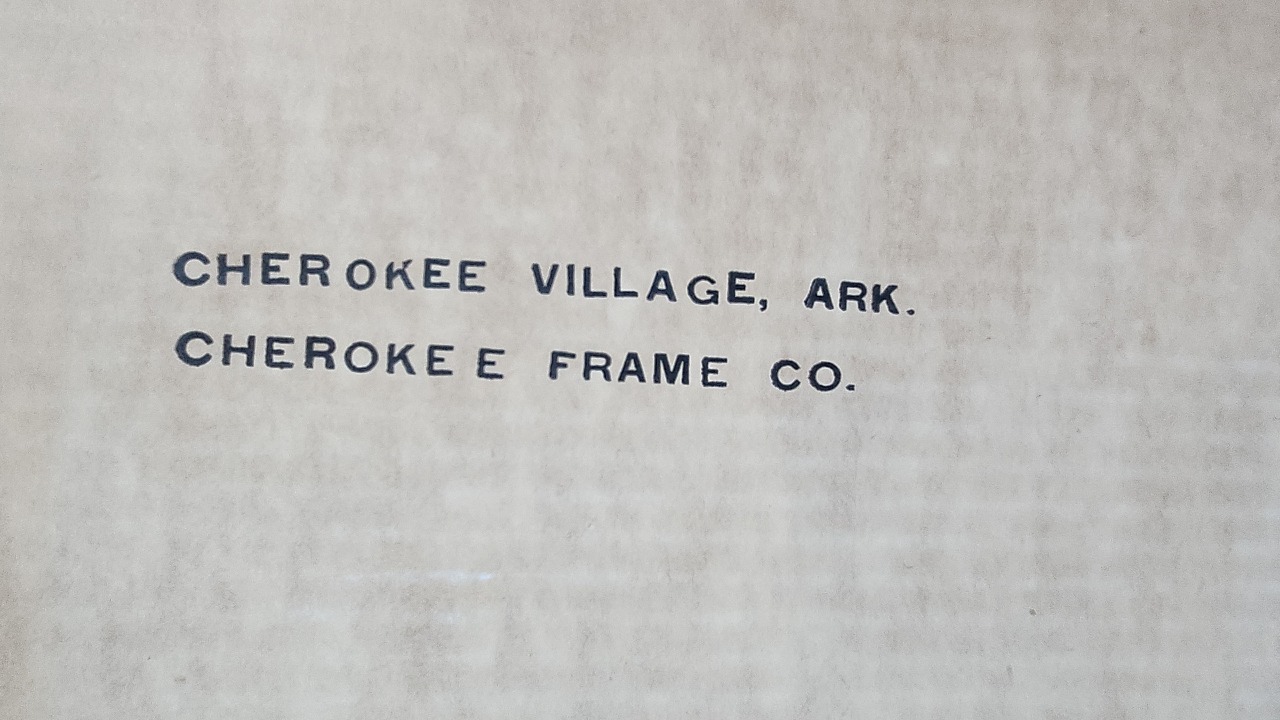 CHEROKEE VILLAGE, ARK.
CHEROKEE FRAME CO.